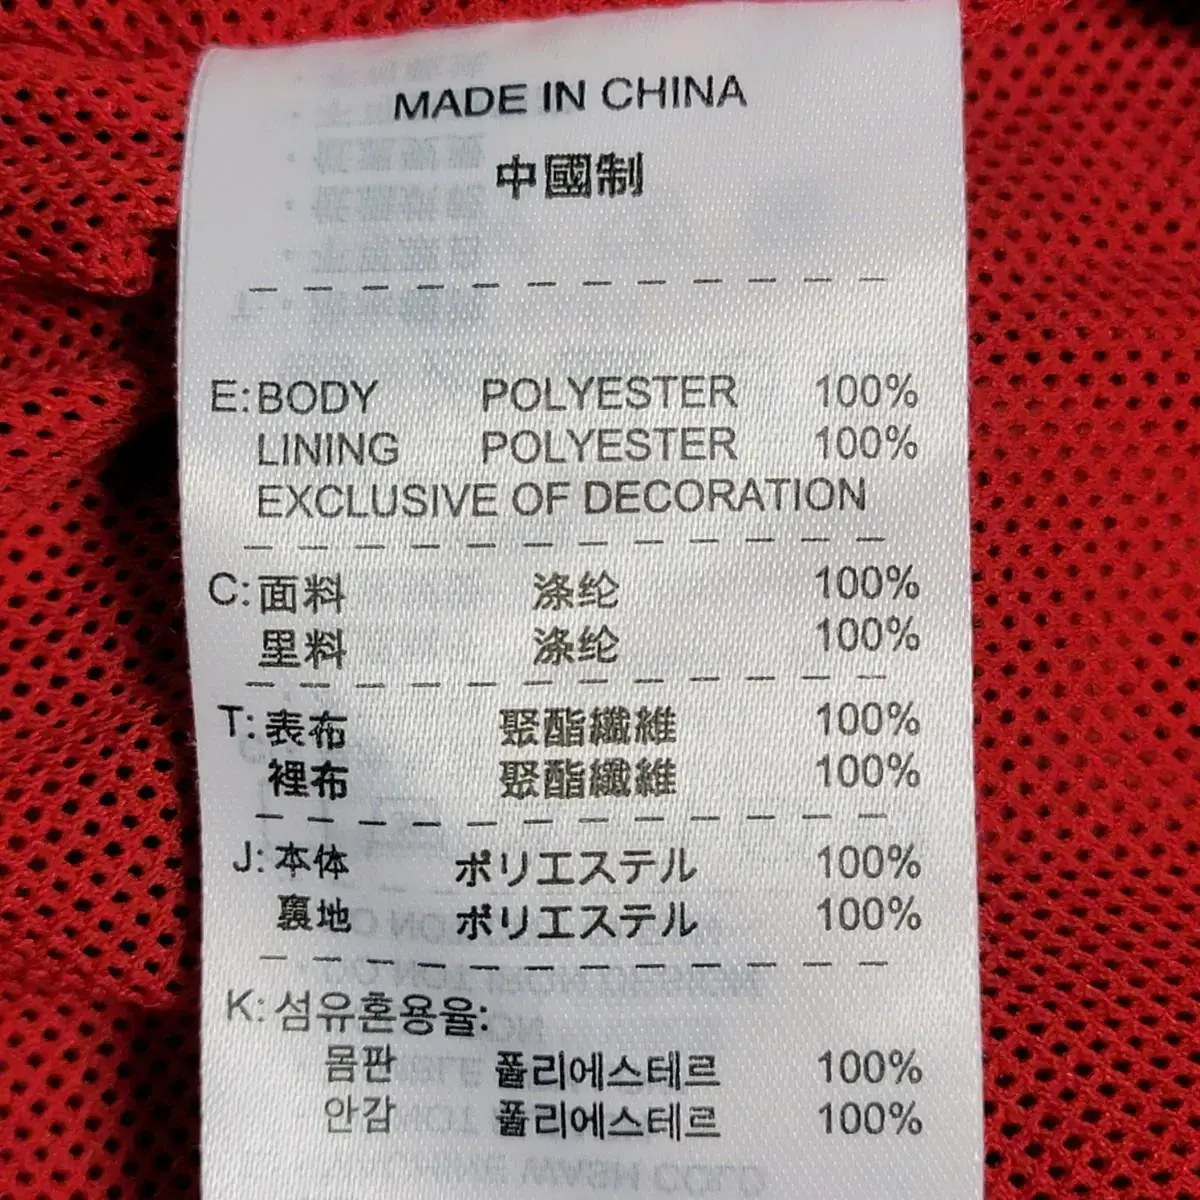 MADE IN CHINA
中國制
E: BODY POLYESTER 100%
LINING POLYESTER 100%
EXCLUSIVE OF DECORATION
C: 面料 涤纶 100%
里料 涤纶 100%
T: 表布 聚酯纖維 100%
裡布 聚酯纖維 100%
J: 本体 ポリエステル 100%
裏地 ポリエステル 100%
K: 섬유혼용율:
몸판 폴리에스테르 100%
안감 폴리에스테르 100%